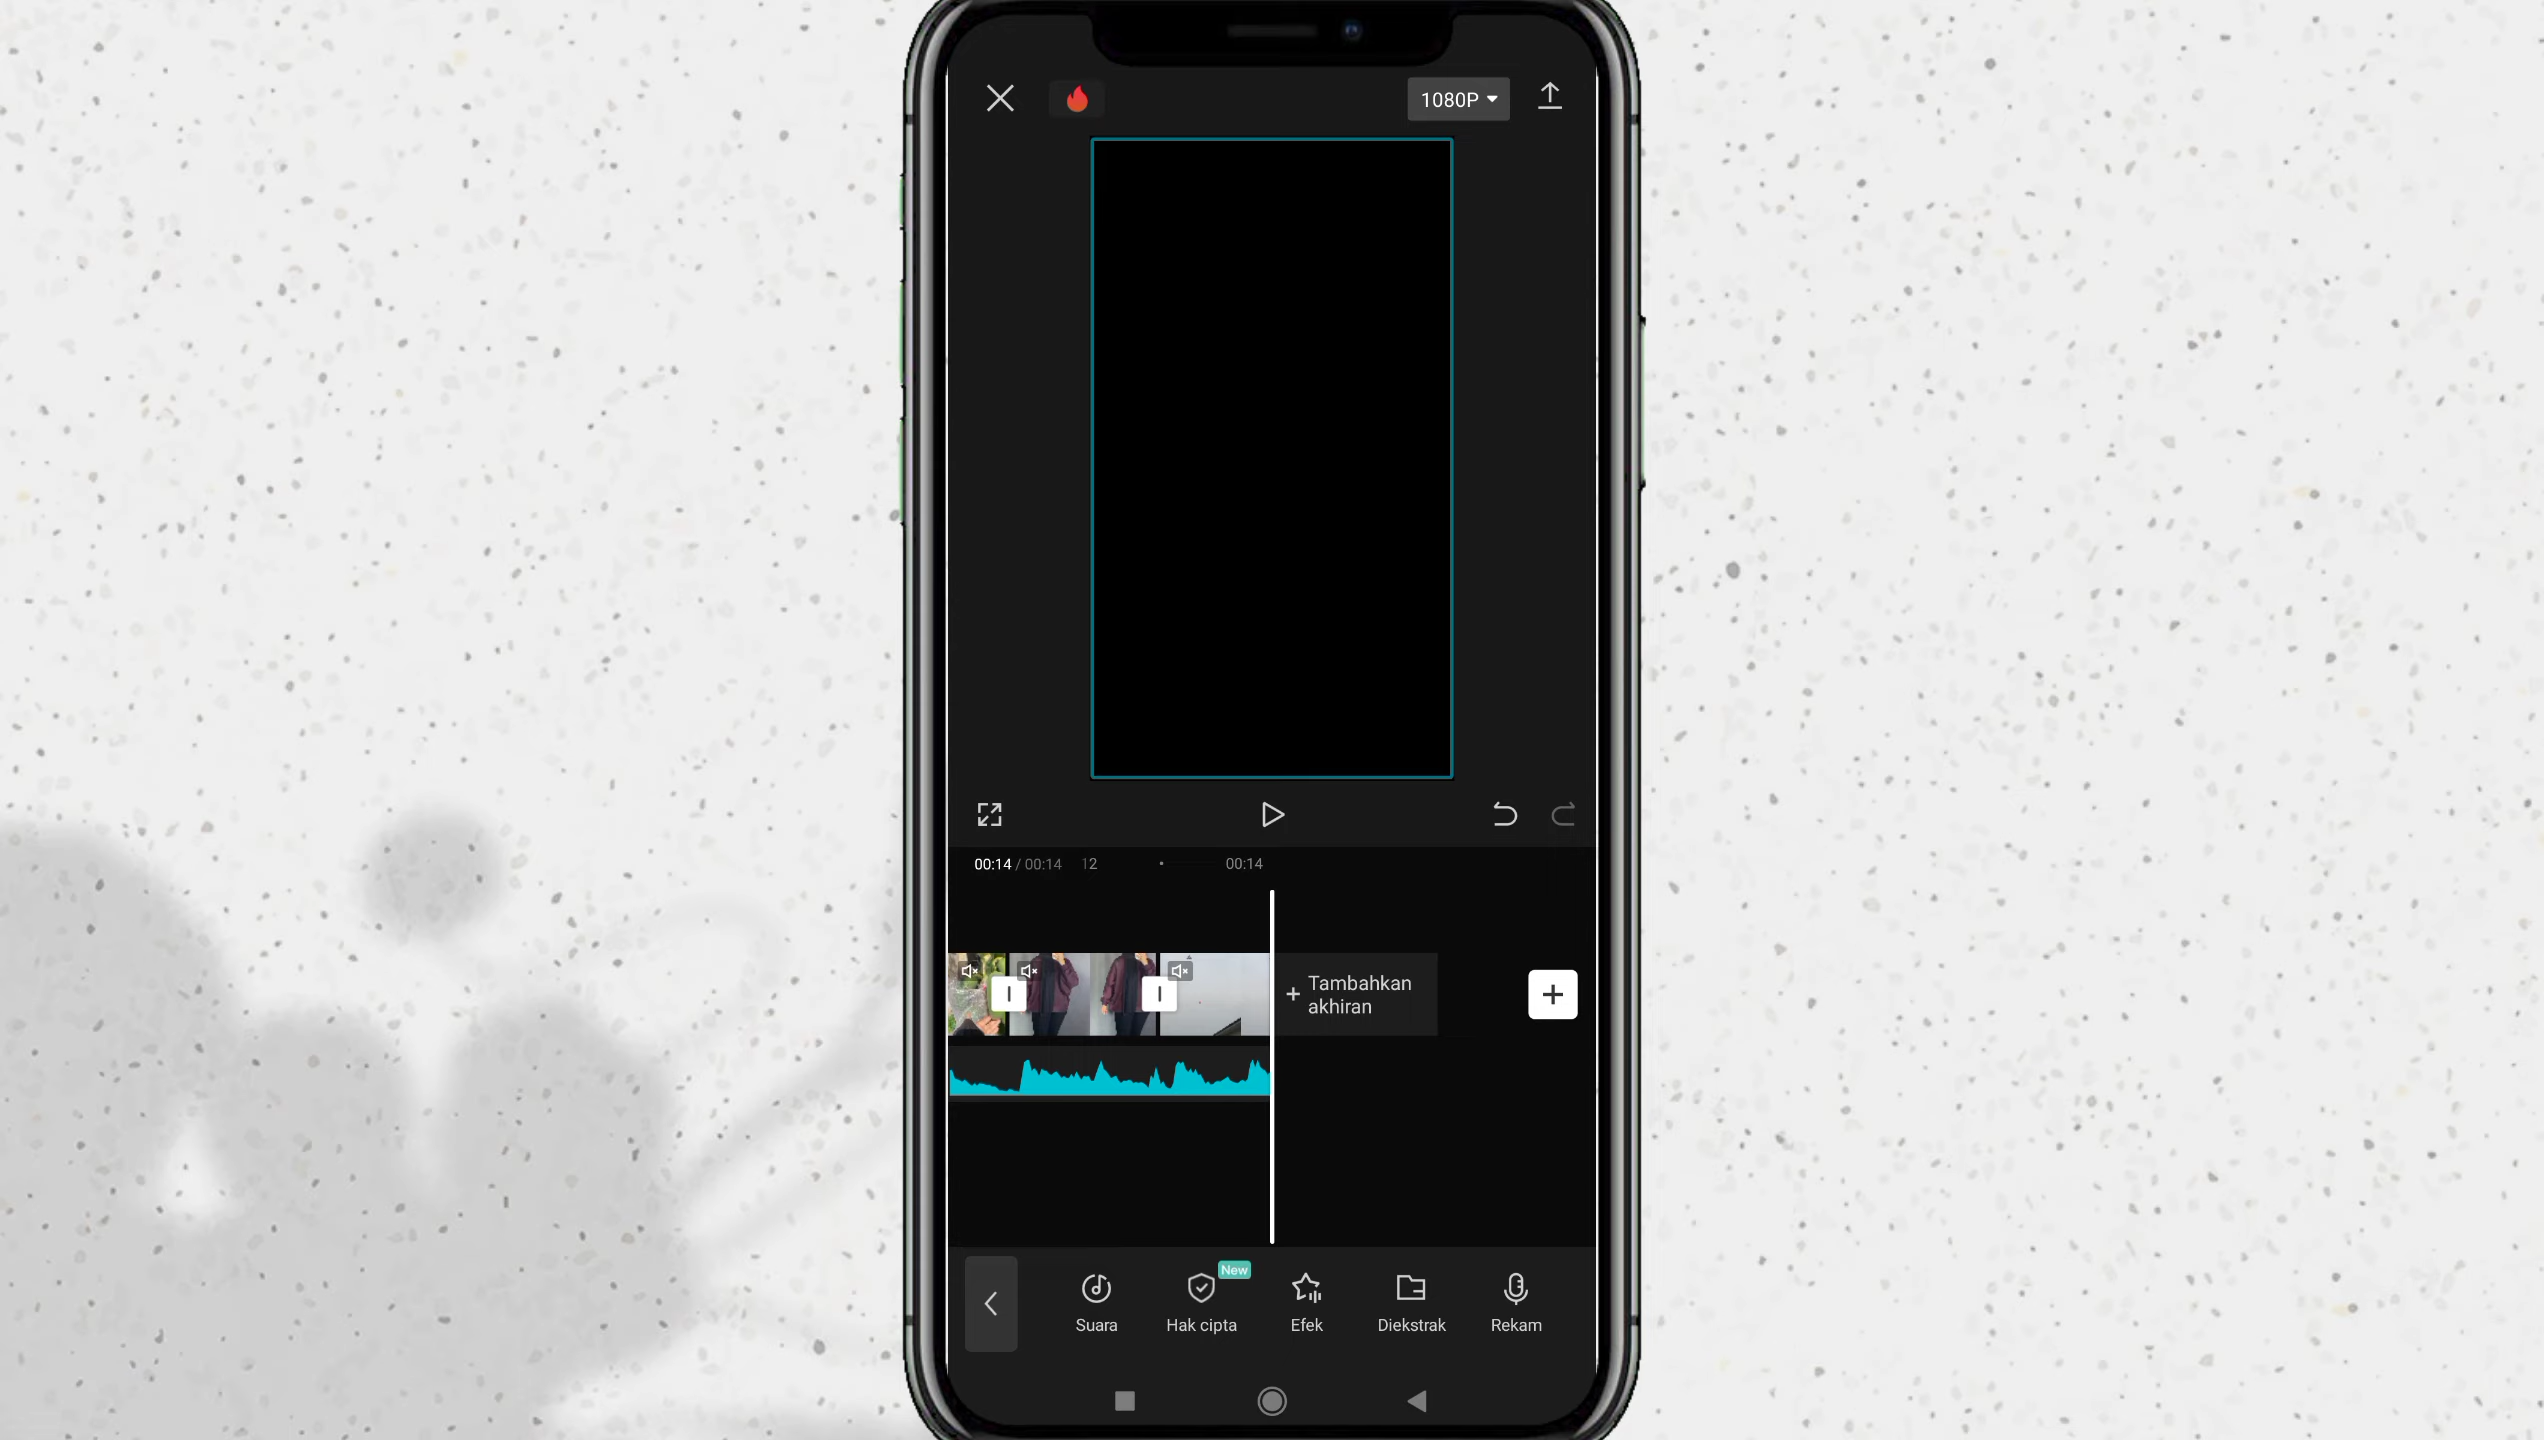 1080P
00:14 / 00:14 12 00:14
+ Tambahkan
akhiran
New
Suara Hak cipta Efek Diekstrak Rekam